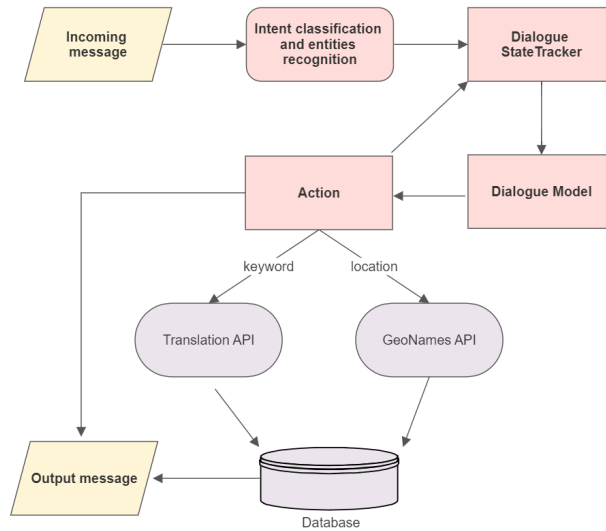 Incoming
message
Intent classification
and entities
recognition
Dialogue
StateTracker
Action
Dialogue Model
keyword
location
Translation API
GeoNames API
Output message
Database